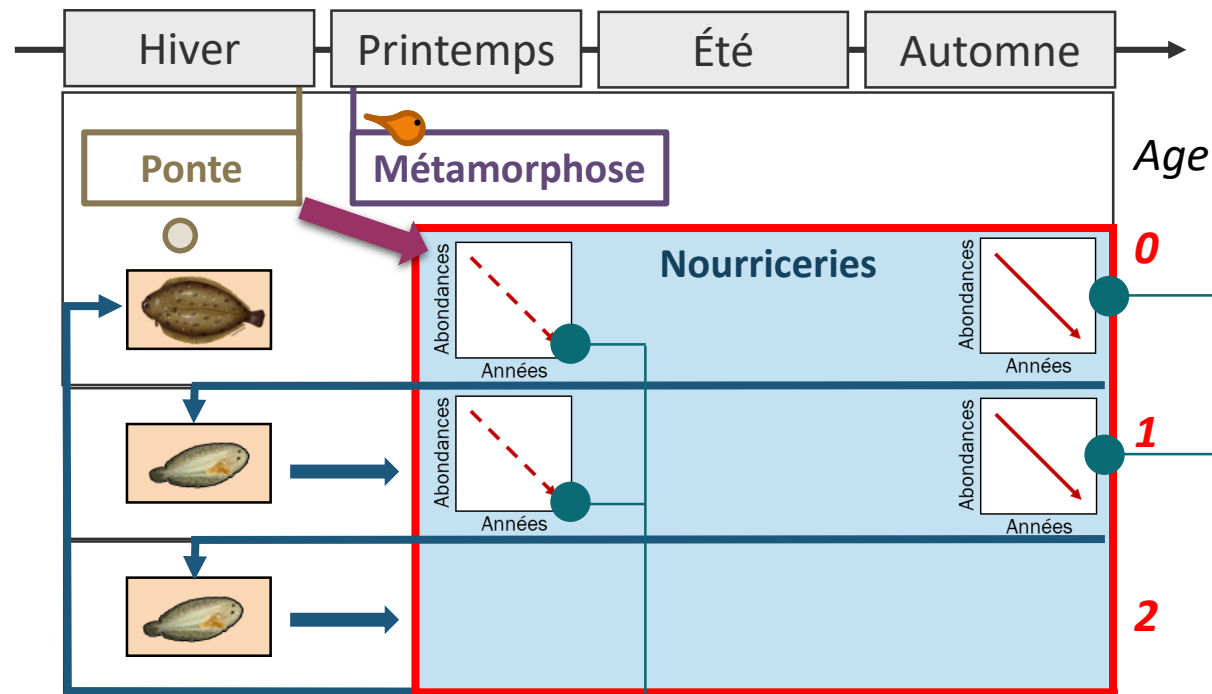 Hiver
Printemps
Été
Automne
Ponte
Métamorphose
Age
Nourriceries
0
Abondances
Années
Abondances
Années
1
Abondances
Années
Abondances
Années
2